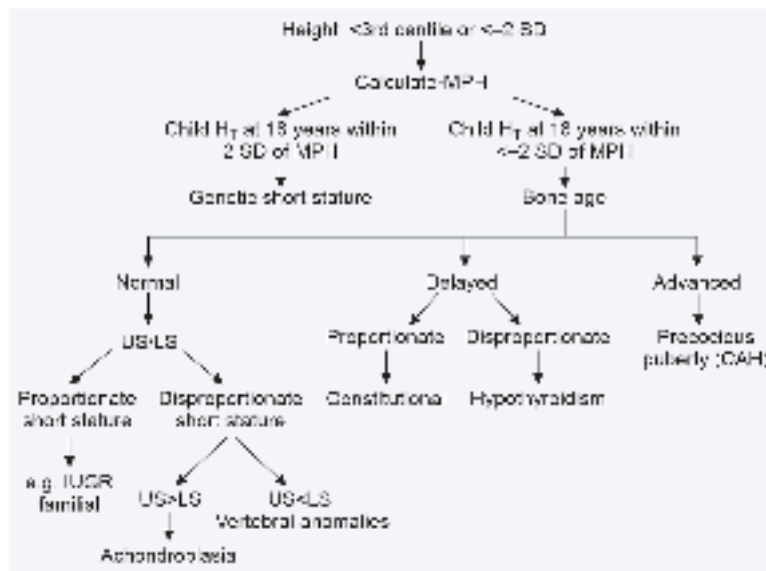 Height <3rd centile or <–2 SD
Calculate MPH
Child H_T at 18 years within
2 SD of MPH
Child H_T at 18 years within
<–2 SD of MPH
Genetic short stature
Bone age
Normal
Delayed
Advanced
US:LS
Proportionate
Disproportionate
Precocious
puberty (CAH)
Proportionate
short stature
Disproportionate
short stature
Constitutional
Hypothyroidism
e.g. IUGR
familial
US>LS
US<LS
Vertebral anomalies
Achondroplasia